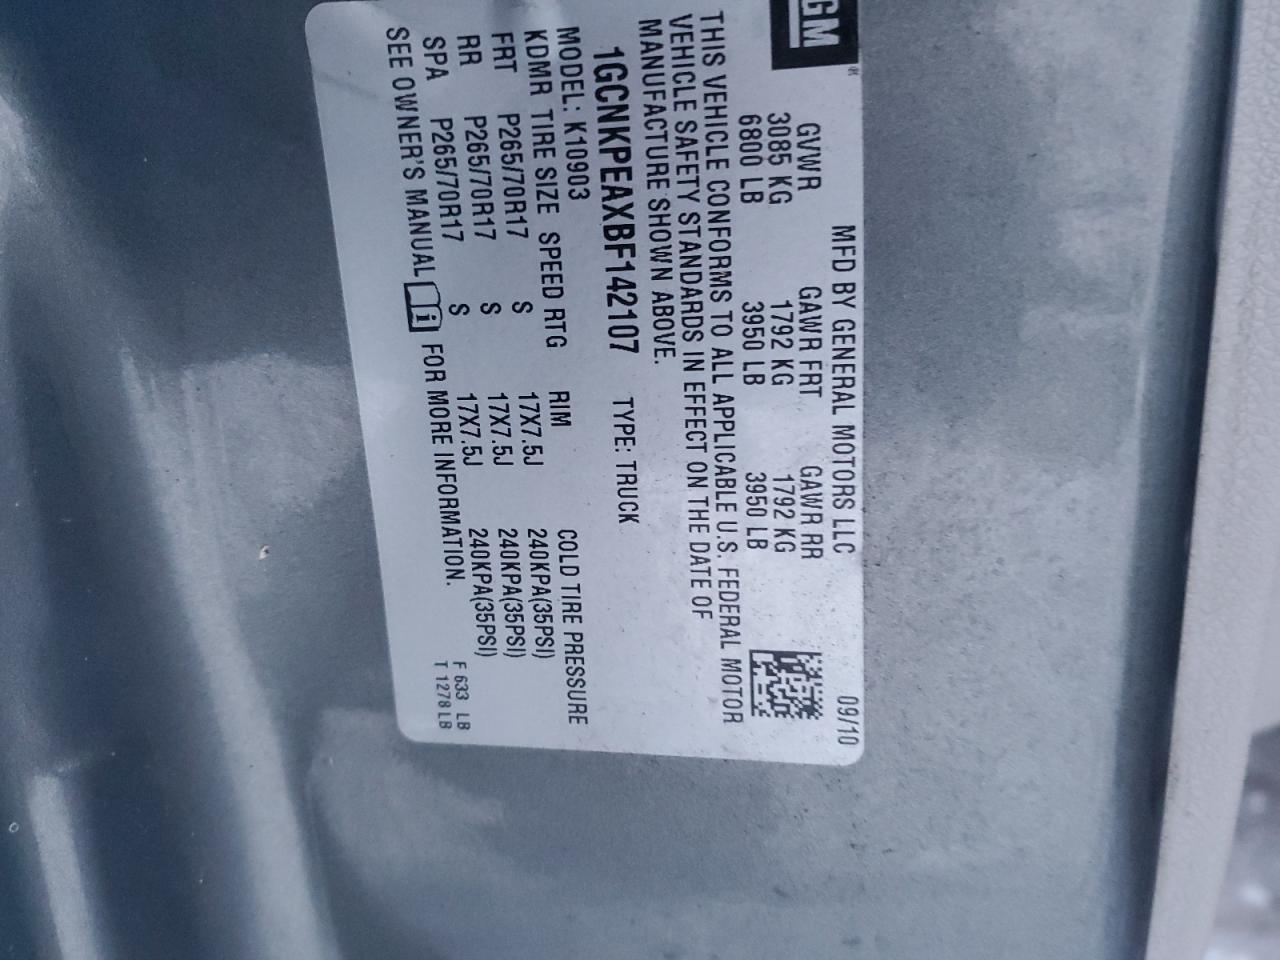 GM
MFD BY GENERAL MOTORS LLC 09/10
GVWR GAWR FRT GAWR RR
3085 KG 1792 KG 1792 KG
6800 LB 3950 LB 3950 LB
THIS VEHICLE CONFORMS TO ALL APPLICABLE U.S. FEDERAL MOTOR
VEHICLE SAFETY STANDARDS IN EFFECT ON THE DATE OF
MANUFACTURE SHOWN ABOVE.
1GCNKPEAXBF142107 TYPE: TRUCK
MODEL: K10903
KDMR TIRE SIZE SPEED RTG RIM COLD TIRE PRESSURE
FRT P265/70R17 S 17X7.5J 240KPA(35PSI)
RR P265/70R17 S 17X7.5J 240KPA(35PSI)
SPA P265/70R17 S 17X7.5J 240KPA(35PSI)
SEE OWNER'S MANUAL i FOR MORE INFORMATION.
F 633 LB
T 1278 LB